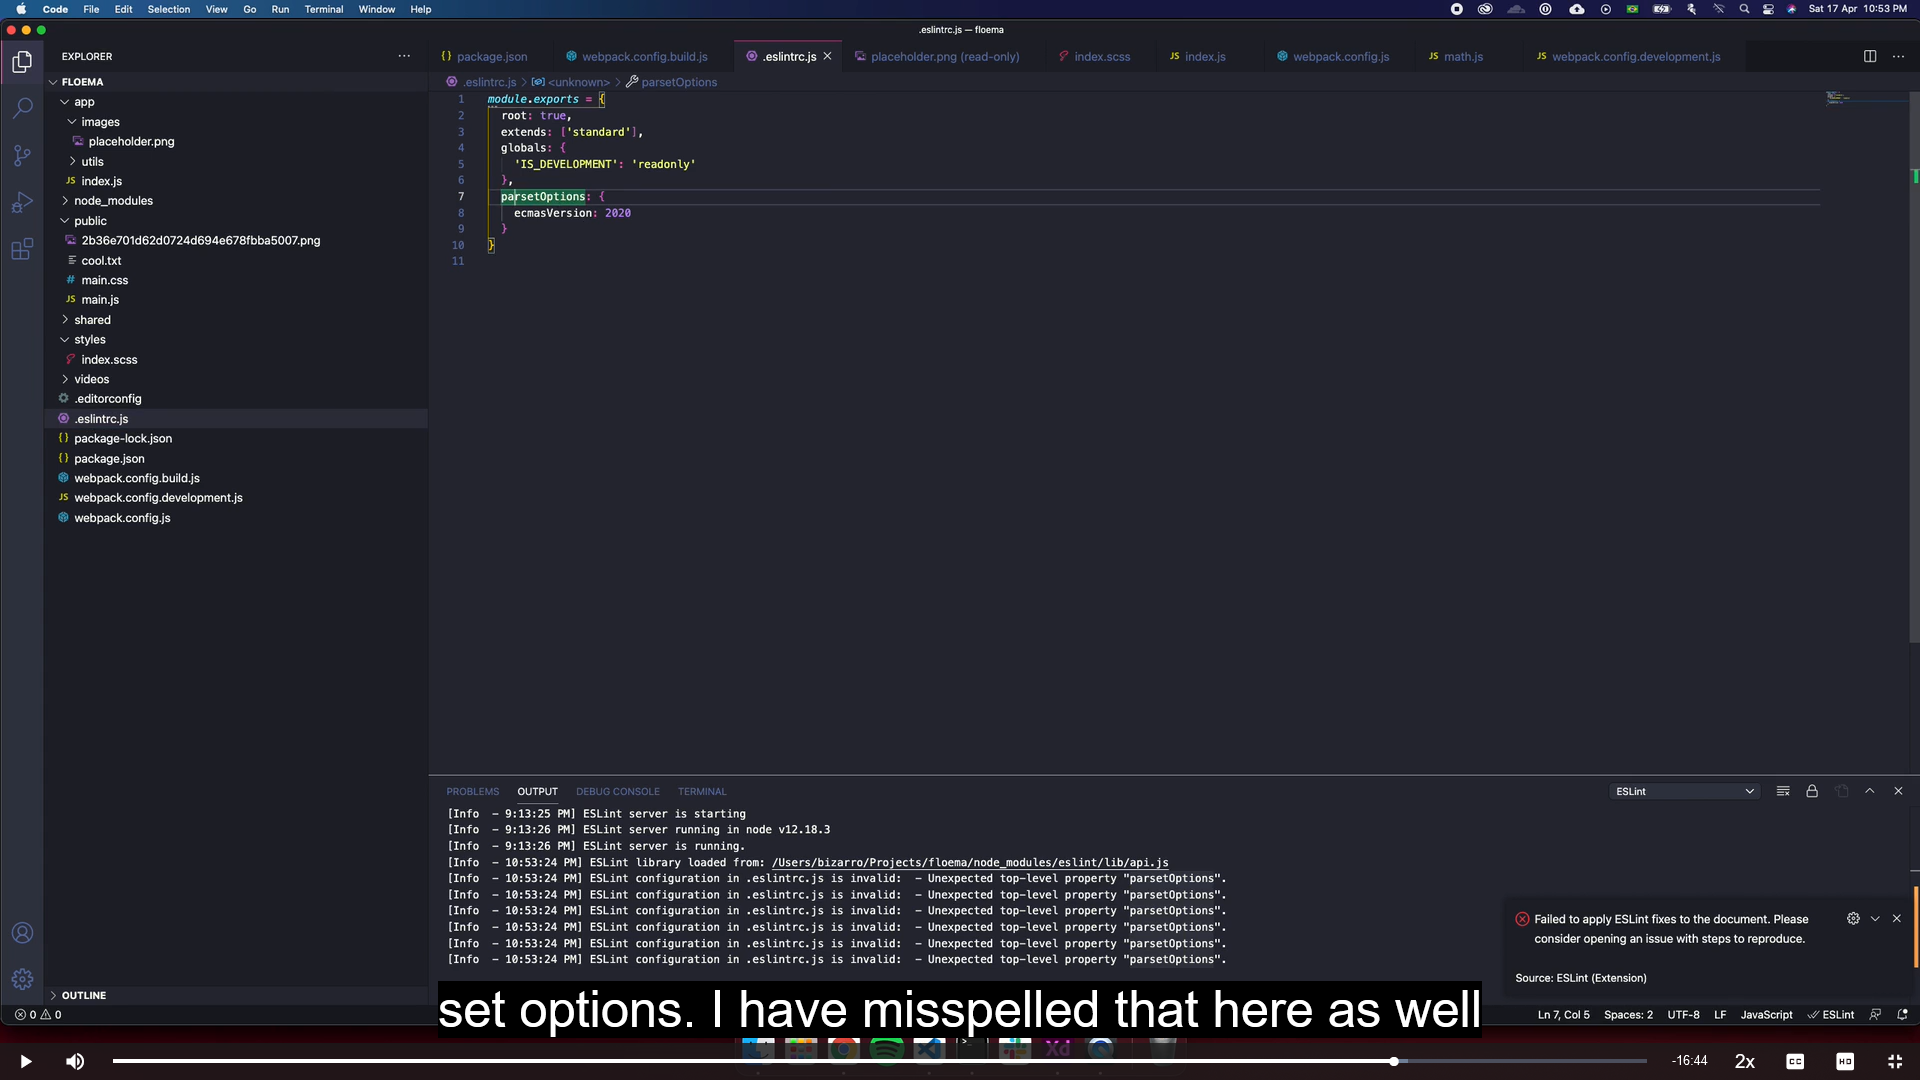 Code File Edit Selection View Go Run Terminal Window Help
Sat 17 Apr 10:53 PM
.eslintrc.js — floema
EXPLORER
package.json
webpack.config.build.js
.eslintrc.js
placeholder.png (read-only)
index.scss
index.js
webpack.config.js
math.js
webpack.config.development.js
FLOEMA
app
images
placeholder.png
utils
JS index.js
node_modules
public
2b36e701d62d0724d694e678fbba5007.png
cool.txt
# main.css
JS main.js
shared
styles
index.scss
videos
.editorconfig
.eslintrc.js
{} package-lock.json
{} package.json
webpack.config.build.js
JS webpack.config.development.js
webpack.config.js
OUTLINE
.eslintrc.js > <unknown> > parsetOptions
1 module.exports = {
2 root: true,
3 extends: ['standard'],
4 globals: {
5 'IS_DEVELOPMENT': 'readonly'
6 },
7 parsetOptions: {
8 ecmasVersion: 2020
9 }
10 }
11
PROBLEMS OUTPUT DEBUG CONSOLE TERMINAL
ESLint
[Info - 9:13:25 PM] ESLint server is starting
[Info - 9:13:26 PM] ESLint server running in node v12.18.3
[Info - 9:13:26 PM] ESLint server is running.
[Info - 10:53:24 PM] ESLint library loaded from: /Users/bizarro/Projects/floema/node_modules/eslint/lib/api.js
[Info - 10:53:24 PM] ESLint configuration in .eslintrc.js is invalid: - Unexpected top-level property "parsetOptions".
[Info - 10:53:24 PM] ESLint configuration in .eslintrc.js is invalid: - Unexpected top-level property "parsetOptions".
[Info - 10:53:24 PM] ESLint configuration in .eslintrc.js is invalid: - Unexpected top-level property "parsetOptions".
[Info - 10:53:24 PM] ESLint configuration in .eslintrc.js is invalid: - Unexpected top-level property "parsetOptions".
[Info - 10:53:24 PM] ESLint configuration in .eslintrc.js is invalid: - Unexpected top-level property "parsetOptions".
[Info - 10:53:24 PM] ESLint configuration in .eslintrc.js is invalid: - Unexpected top-level property "parsetOptions".
Failed to apply ESLint fixes to the document. Please
consider opening an issue with steps to reproduce.
Source: ESLint (Extension)
0 0
Ln 7, Col 5 Spaces: 2 UTF-8 LF JavaScript ESLint
set options. I have misspelled that here as well
Xd
-16:44 2x CC HD